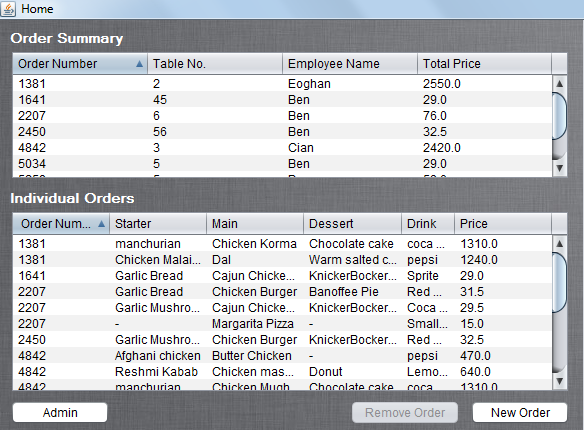 Home
Order Summary
Order Number Table No. Employee Name Total Price
1381 2 Eoghan 2550.0
1641 45 Ben 29.0
2207 6 Ben 76.0
2450 56 Ben 32.5
4842 3 Cian 2420.0
5034 5 Ben 29.0
Individual Orders
Order Num... Starter Main Dessert Drink Price
1381 manchurian Chicken Korma Chocolate cake coca ... 1310.0
1381 Chicken Malai... Dal Warm salted c... pepsi 1240.0
1641 Garlic Bread Cajun Chicke... KnickerBocker... Sprite 29.0
2207 Garlic Bread Chicken Burger Banoffee Pie Red ... 31.5
2207 Garlic Mushro... Cajun Chicke... KnickerBocker... Coca ... 29.5
2207 - Margarita Pizza - Small... 15.0
2450 Garlic Mushro... Chicken Burger KnickerBocker... Red ... 32.5
4842 Afghani chicken Butter Chicken - pepsi 470.0
4842 Reshmi Kabab Chicken mas... Donut Lemo... 640.0
4842 manchurian Chicken Mugh... Chocolate cake coca ... 1310.0
Admin Remove Order New Order